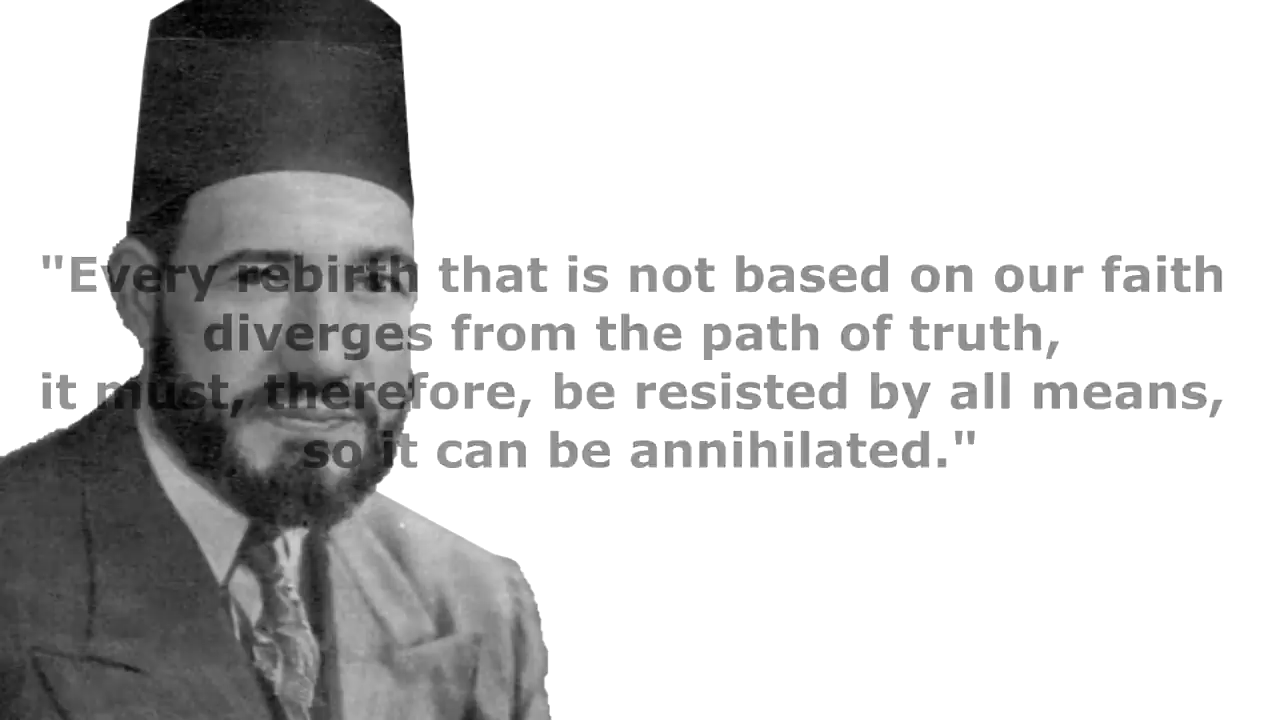 "Every rebirth that is not based on our faith
diverges from the path of truth,
it must, therefore, be resisted by all means,
so it can be annihilated."